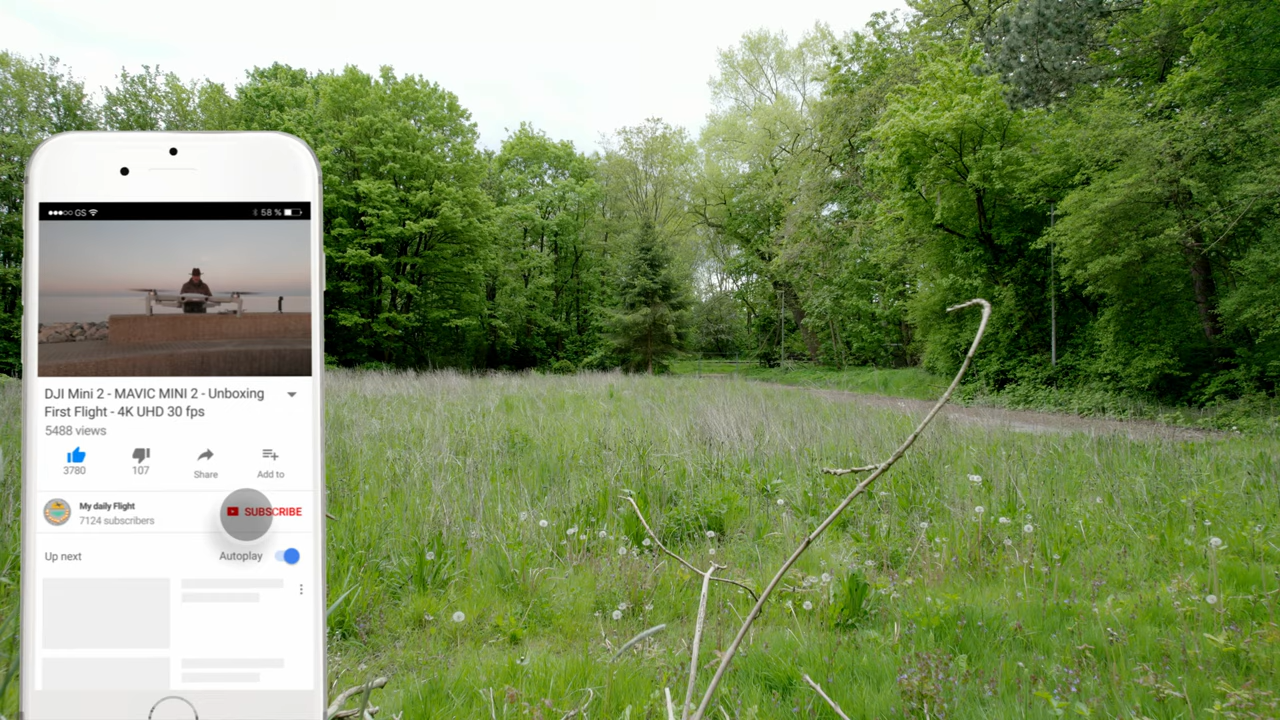 GS 58 %
DJI Mini 2 - MAVIC MINI 2 - Unboxing
First Flight - 4K UHD 30 fps
5488 views
3780 107 Share Add to
My daily Flight
7124 subscribers
SUBSCRIBE
Up next Autoplay